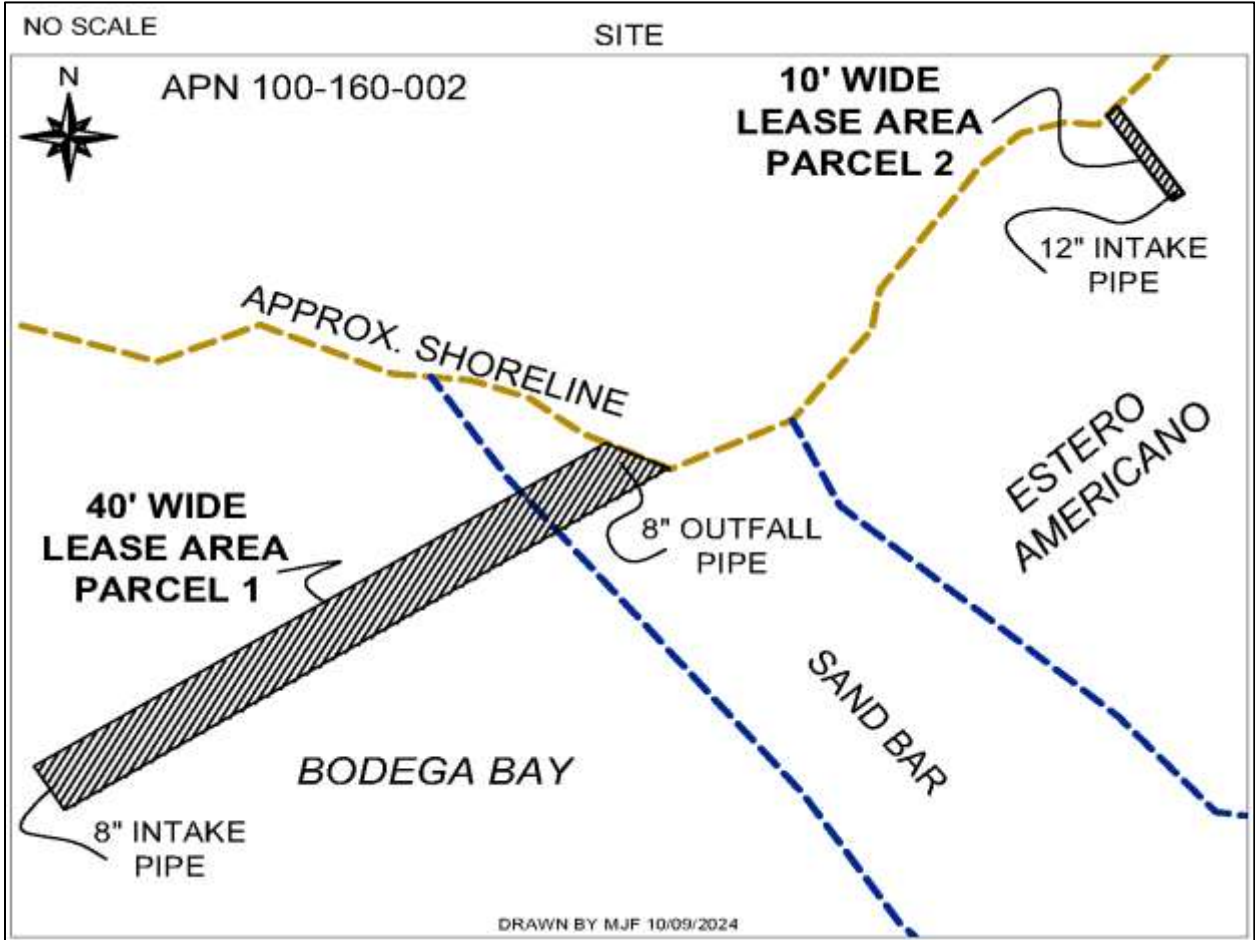 NO SCALE
SITE
N
APN 100-160-002
10' WIDE
LEASE AREA
PARCEL 2
12" INTAKE
PIPE
APPROX. SHORELINE
ESTERO
AMERICANO
40' WIDE
LEASE AREA
PARCEL 1
8" OUTFALL
PIPE
SAND BAR
BODEGA BAY
8" INTAKE
PIPE
DRAWN BY MJF 10/09/2024